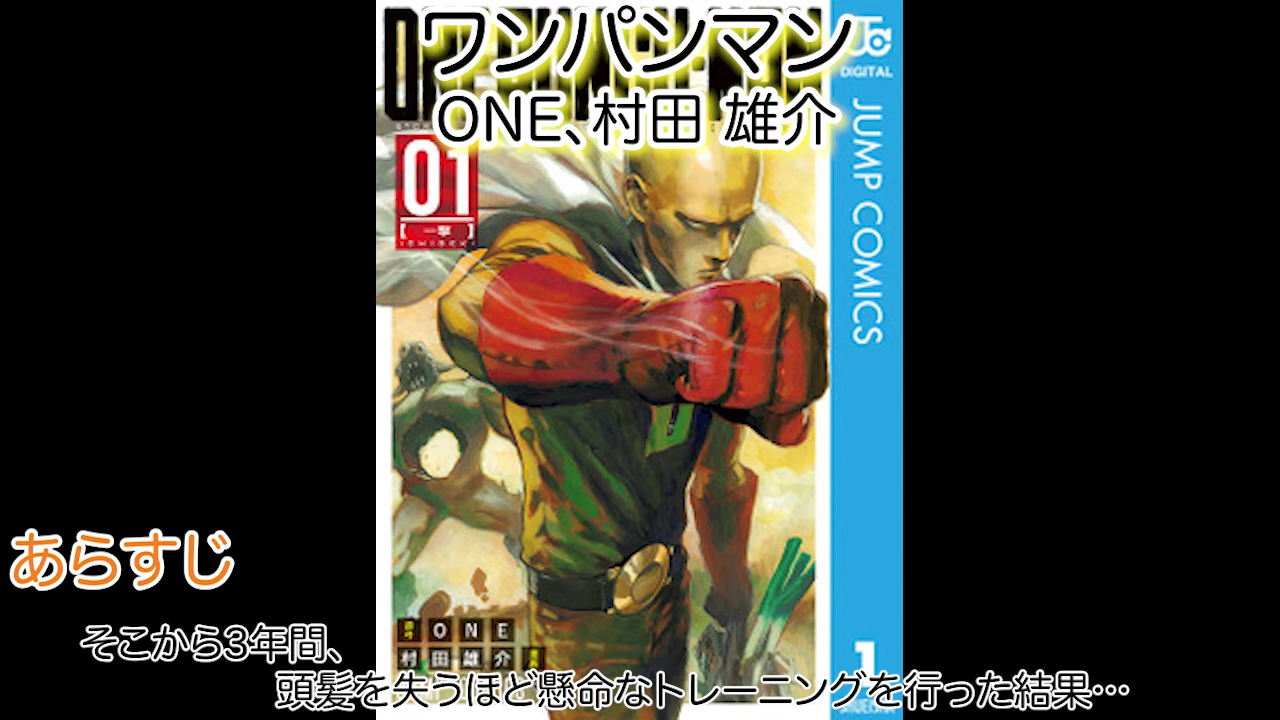 ワンパンマン
ONE、村田 雄介
DIGITAL
JUMP COMICS
01
一撃
ONE
村田雄介
1
あらすじ
そこから3年間、
頭髪を失うほど懸命なトレーニングを行った結果…